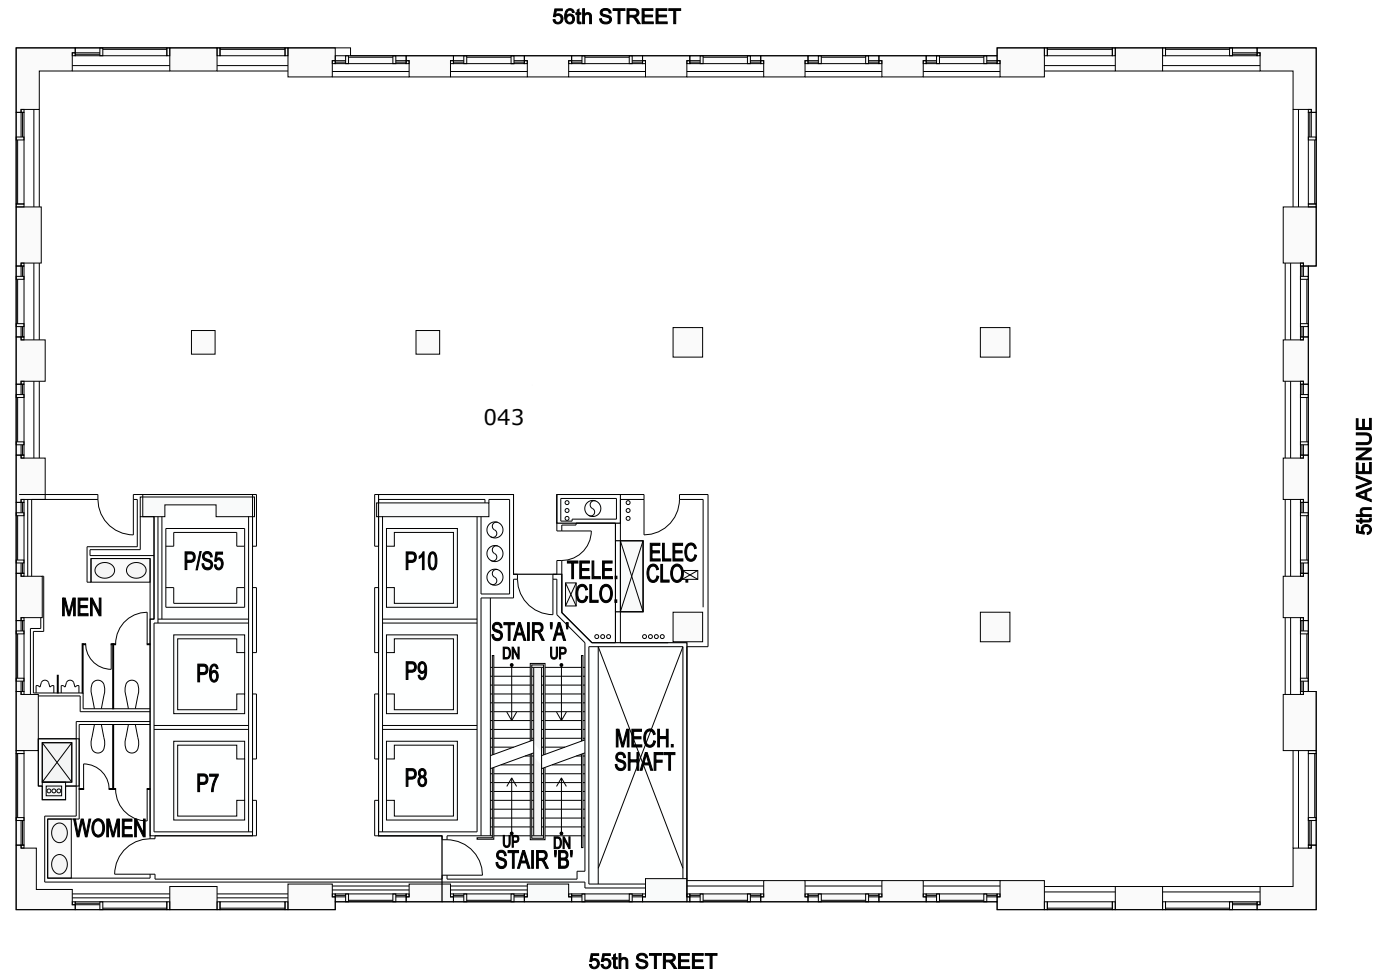 56th STREET
5th AVENUE
043
P/S5
P10
TELE.
CLO.
ELEC
CLO.
MEN
STAIR 'A'
DN
UP
P6
P9
MECH.
SHAFT
P7
P8
WOMEN
UP
DN
STAIR 'B'
55th STREET